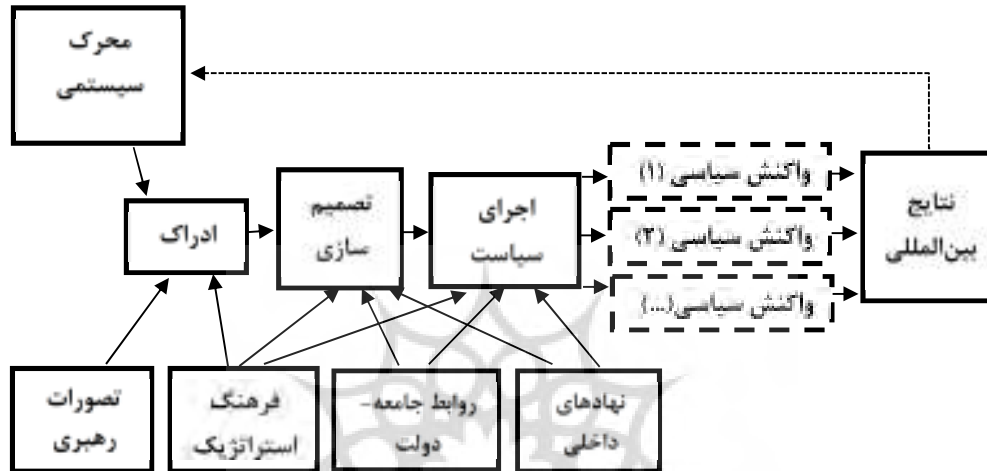 محرک
سیستمی
واکنش سیاسی (۱)
نتایج
بین‌المللی
تصمیم
سازی
اجرای
سیاست
ادراک
واکنش سیاسی (۲)
واکنش سیاسی(...)
تصورات
رهبری
فرهنگ
استراتژیک
روابط جامعه-
دولت
نهادهای
داخلی